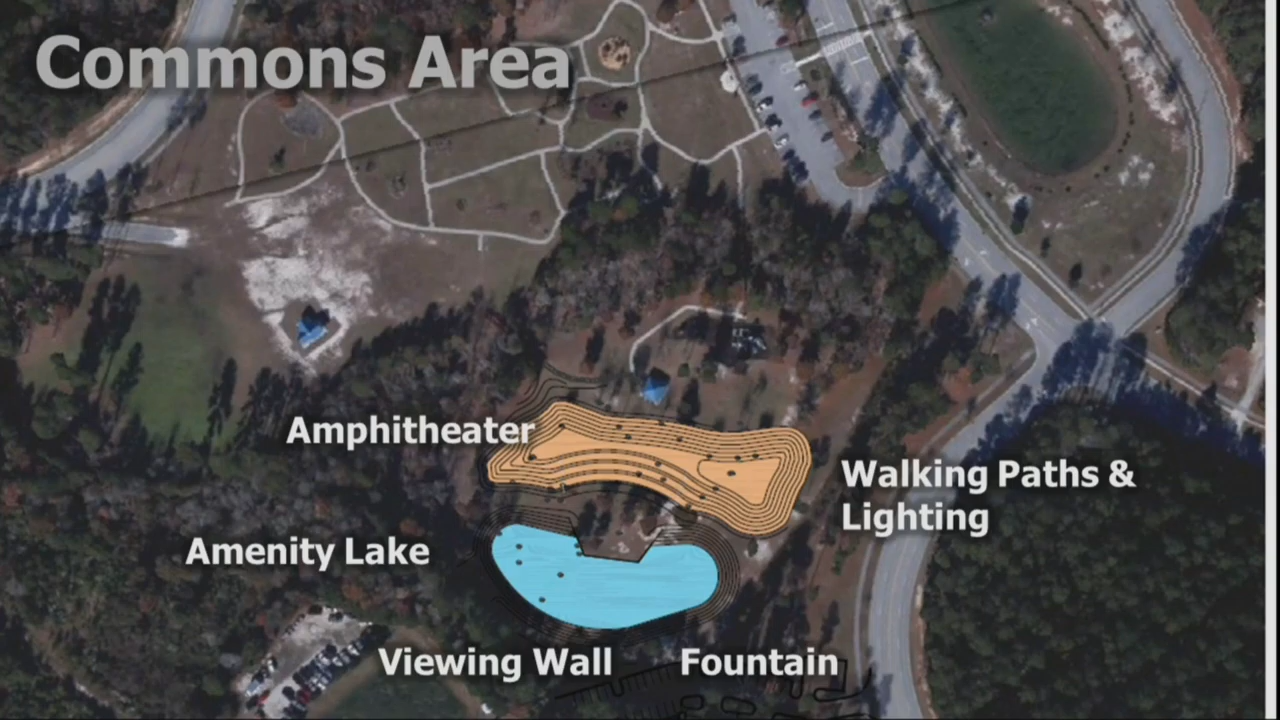 Commons Area
Amphitheater
Walking Paths &
Lighting
Amenity Lake
Viewing Wall
Fountain